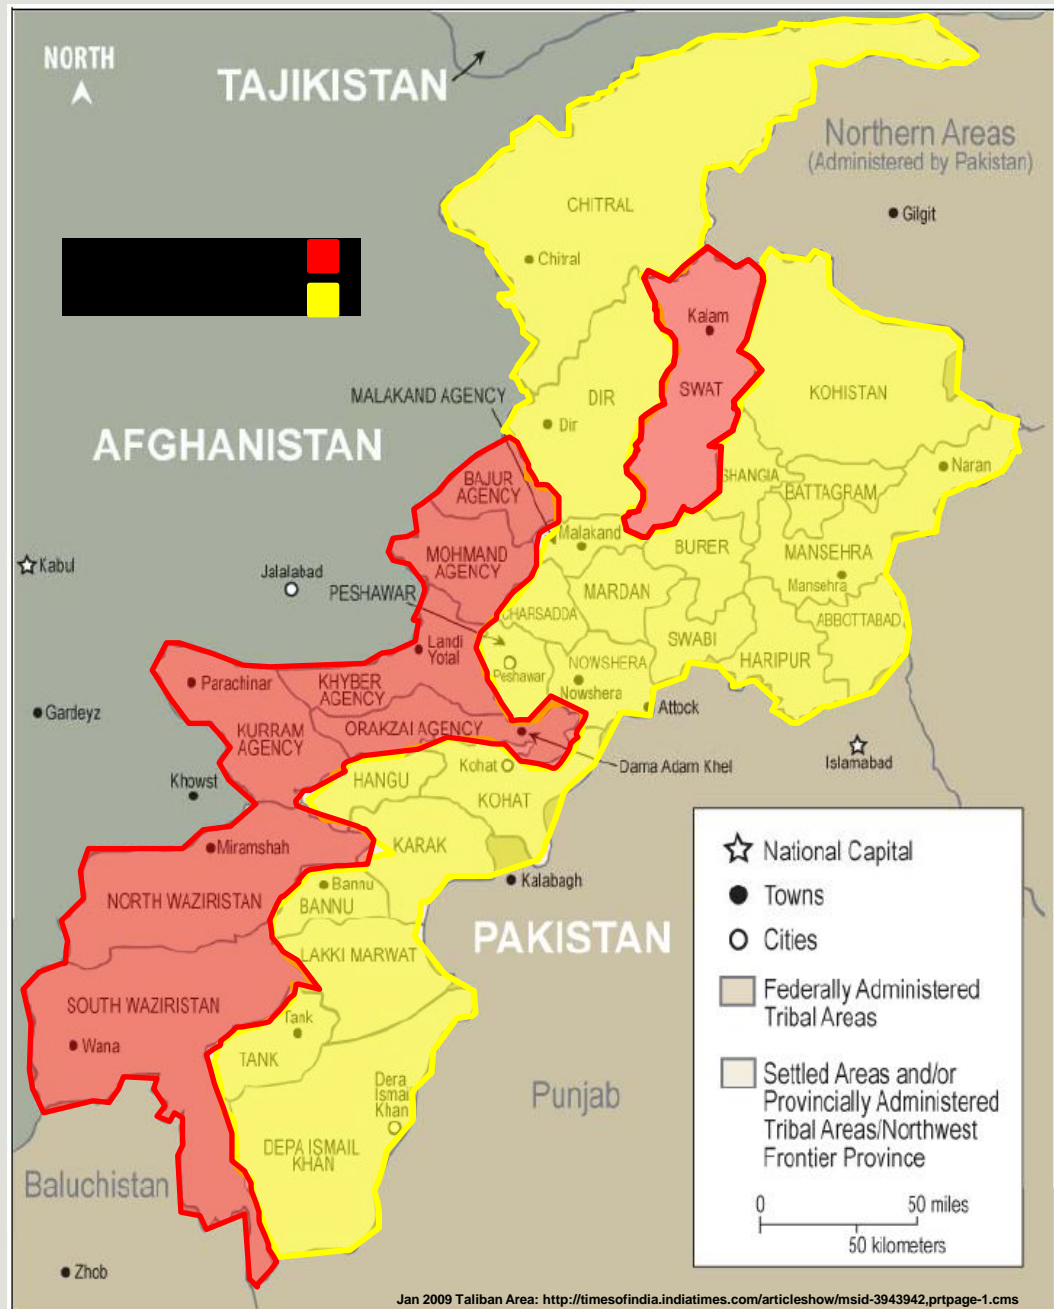 NORTH
TAJIKISTAN
Northern Areas
(Administered by Pakistan)
CHITRAL
Gilgit
Chitral
Kalam
MALAKAND AGENCY
DIR
SWAT
KOHISTAN
Dir
AFGHANISTAN
BAJUR
AGENCY
SHANGIA
Naran
BATTAGRAM
Malakand
BURER
MANSEHRA
MOHMAND
AGENCY
Kabul
Jalalabad
Mansehra
PESHAWAR
MARDAN
CHARSADDA
ABBOTTABAD
SWABI
Landi
Yotal
NOWSHERA
HARIPUR
Peshawar
Parachinar
KHYBER
AGENCY
Nowshera
Attock
Gardeyz
KURRAM
AGENCY
ORAKZAI AGENCY
Islamabad
Kohat
Dama Adam Khel
Khowst
HANGU
KOHAT
Miramshah
KARAK
National Capital
Kalabagh
Bannu
Towns
NORTH WAZIRISTAN
BANNU
PAKISTAN
Cities
LAKKI MARWAT
Federally Administered
Tribal Areas
SOUTH WAZIRISTAN
Tank
Wana
TANK
Settled Areas and/or
Provincially Administered
Tribal Areas/Northwest
Frontier Province
Dera
Ismai
Khan
Punjab
DEPA ISMAIL
KHAN
Baluchistan
0 50 miles
50 kilometers
Zhob
Jan 2009 Taliban Area: http://timesofindia.indiatimes.com/articleshow/msid-3943942,prtpage-1.cms